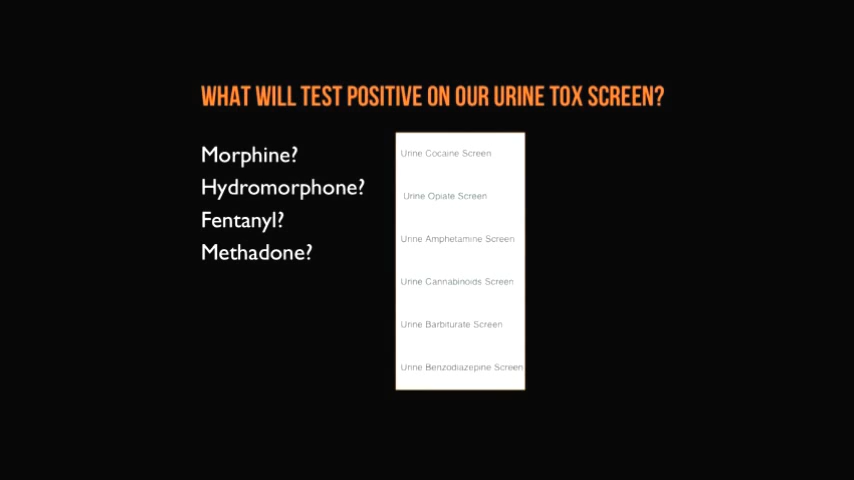 WHAT WILL TEST POSITIVE ON OUR URINE TOX SCREEN?
Morphine?
Hydromorphone?
Fentanyl?
Methadone?
Urine Cocaine Screen
Urine Opiate Screen
Urine Amphetamine Screen
Urine Cannabinoids Screen
Urine Barbiturate Screen
Urine Benzodiazepine Screen